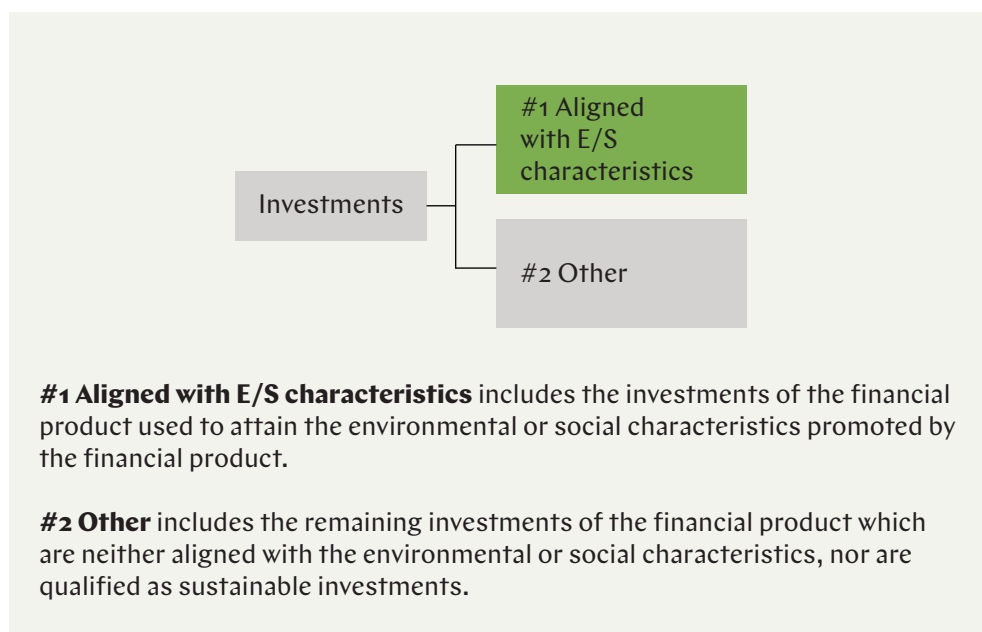 #1 Aligned
with E/S
characteristics
Investments
#2 Other
#1 Aligned with E/S characteristics includes the investments of the financial
product used to attain the environmental or social characteristics promoted by
the financial product.
#2 Other includes the remaining investments of the financial product which
are neither aligned with the environmental or social characteristics, nor are
qualified as sustainable investments.